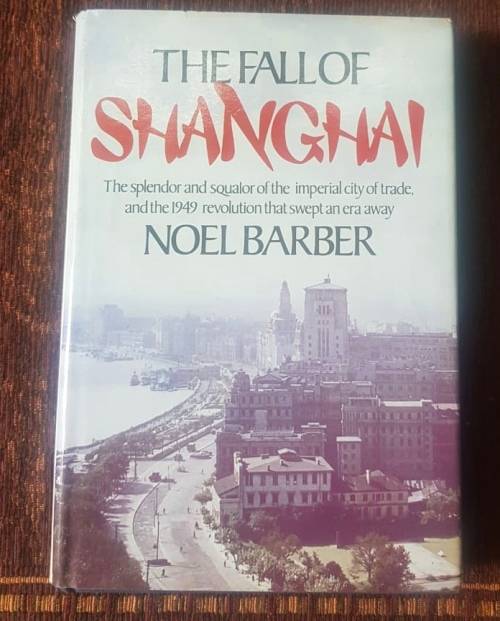 THE FALL OF
SHANGHAI
The splendor and squalor of the imperial city of trade,
and the 1949 revolution that swept an era away
NOEL BARBER